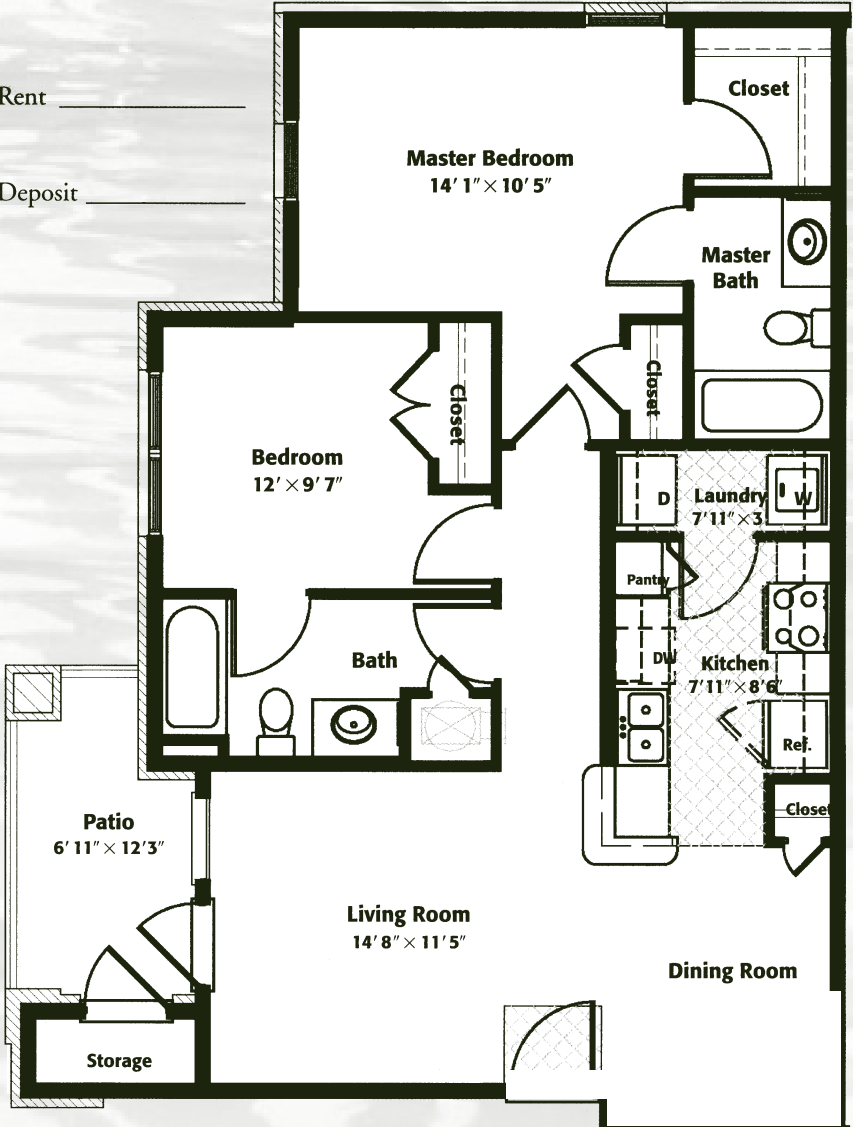 Rent
Deposit
Closet
Master Bedroom
14' 1" × 10' 5"
Master
Bath
Closet
Closet
Bedroom
12' × 9' 7"
D
Laundry
W
7'11" × 3
Pantry
DW
Kitchen
7'11" × 8'6"
Bath
Ref.
Closet
Patio
6' 11" × 12'3"
Living Room
14'8" × 11'5"
Dining Room
Storage